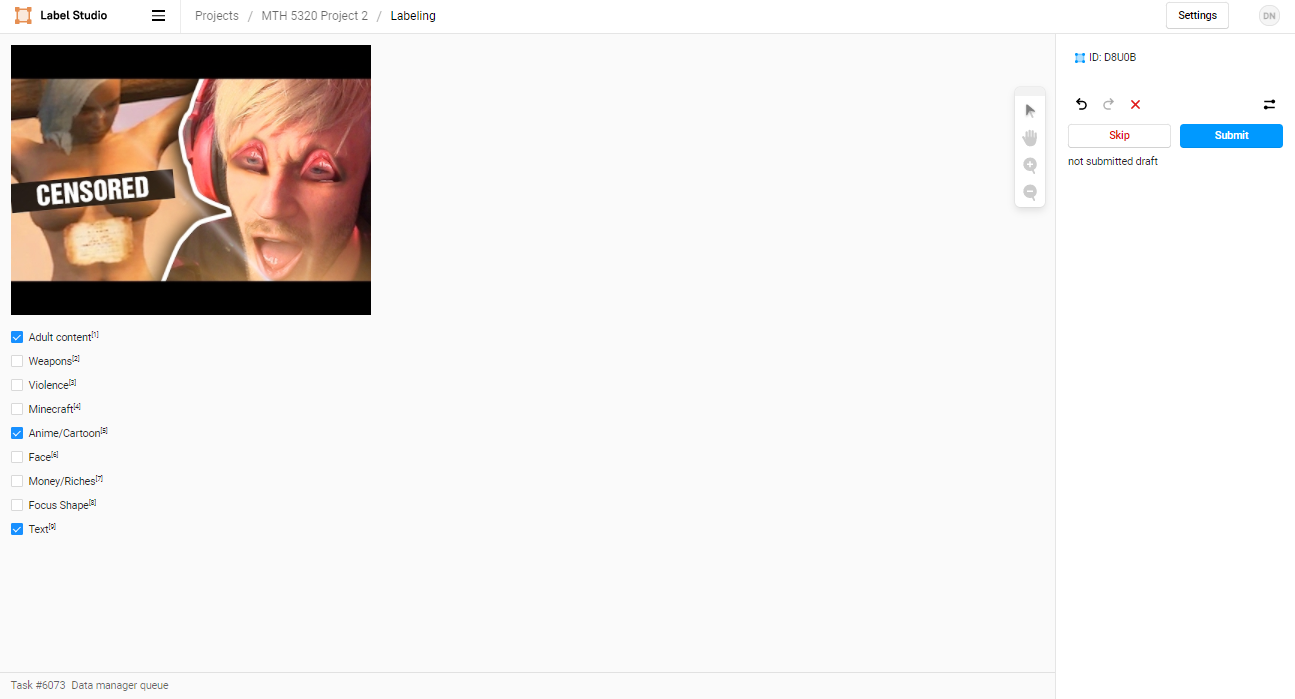 Label Studio
Projects / MTH 5320 Project 2 / Labeling
Settings
DN
CENSORED
Adult content[1]
Weapons[2]
Violence[3]
Minecraft[4]
Anime/Cartoon[5]
Face[6]
Money/Riches[7]
Focus Shape[8]
Text[9]
Task #6073 Data manager queue
ID: D8U0B
Skip
Submit
not submitted draft